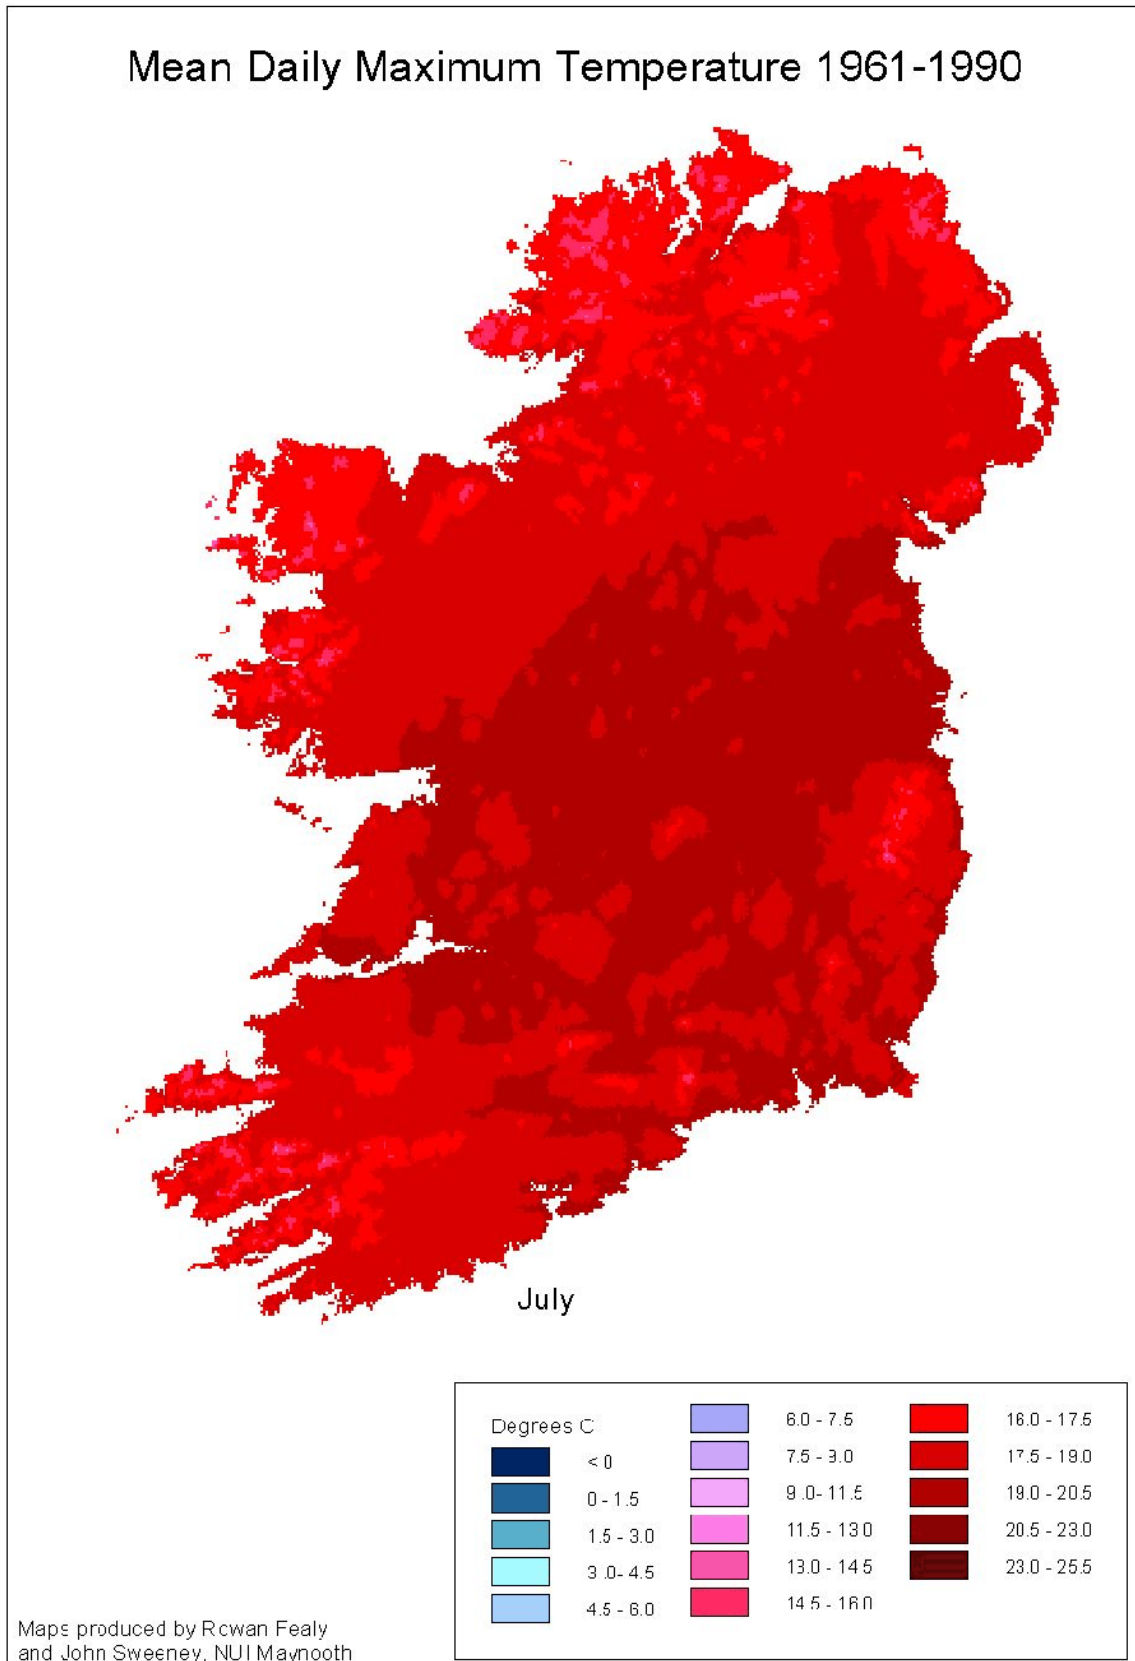 Mean Daily Maximum Temperature 1961-1990
July
Degrees C
< 0
0 - 1.5
1.5 - 3.0
3.0 - 4.5
4.5 - 6.0
6.0 - 7.5
7.5 - 9.0
9.0 - 11.5
11.5 - 13.0
13.0 - 14.5
14.5 - 16.0
16.0 - 17.5
17.5 - 19.0
19.0 - 20.5
20.5 - 23.0
23.0 - 25.5
Maps produced by Rowan Fealy
and John Sweeney, NUI Maynooth